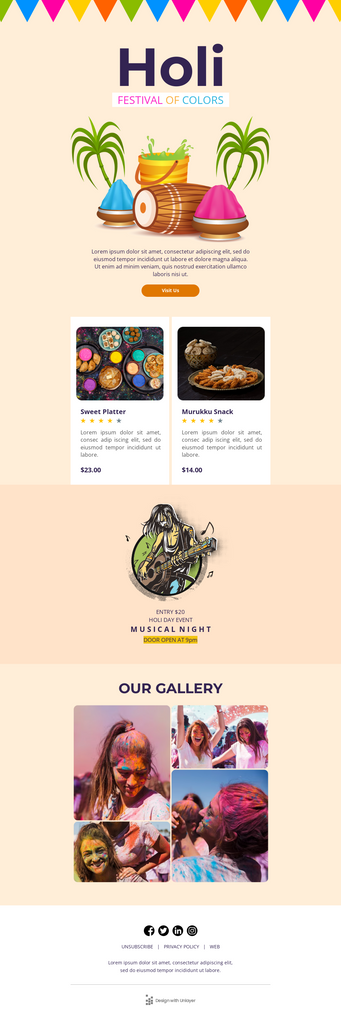 Holi
FESTIVAL OF COLORS
Lorem ipsum dolor sit amet, consectetur adipiscing elit, sed do
eiusmod tempor incididunt ut labore et dolore magna aliqua.
Ut enim ad minim veniam, quis nostrud exercitation ullamco
laboris nisi ut.
Visit Us
Sweet Platter
Lorem ipsum dolor sit amet,
consec adip iscing elit, sed do
eiusmod tempor incididunt ut
labore.
$23.00
Murukku Snack
Lorem ipsum dolor sit amet,
consec adip iscing elit, sed do
eiusmod tempor incididunt ut
labore.
$14.00
ENTRY $20
HOLI DAY EVENT
MUSICAL NIGHT
DOOR OPEN AT 9pm
OUR GALLERY
UNSUBSCRIBE | PRIVACY POLICY | WEB
Lorem ipsum dolor sit amet, consectetur adipiscing elit,
sed do eiusmod tempor incididunt ut labore.
Design with Unlayer